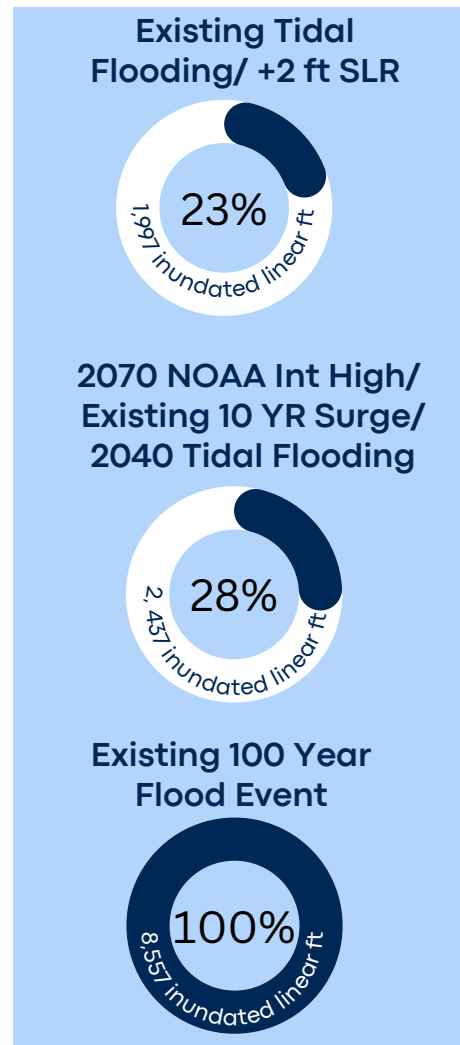 Existing Tidal
Flooding/ +2 ft SLR
23%
1,997 inundated linear ft
2070 NOAA Int High/
Existing 10 YR Surge/
2040 Tidal Flooding
28%
2, 437 inundated linear ft
Existing 100 Year
Flood Event
100%
8,557 inundated linear ft